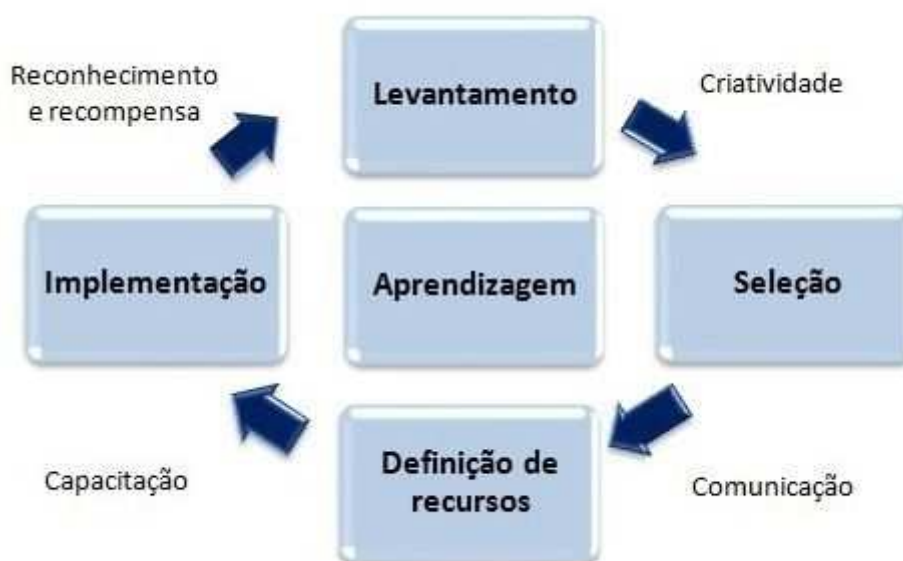 Reconhecimento
e recompensa
Levantamento
Criatividade
Implementação
Aprendizagem
Seleção
Capacitação
Definição de
recursos
Comunicação